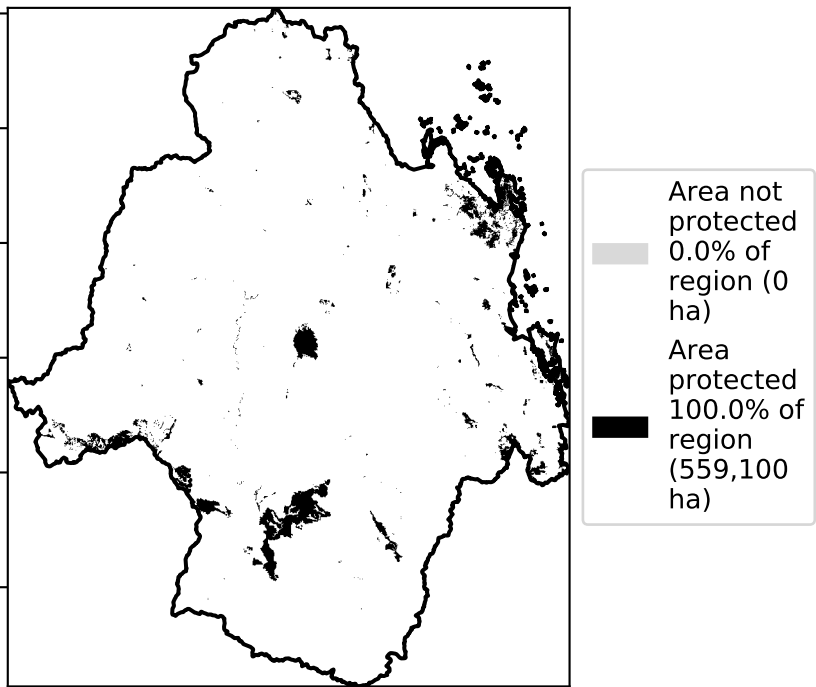 Area not
protected
0.0% of
region (0
ha)
Area
protected
100.0% of
region
(559,100
ha)